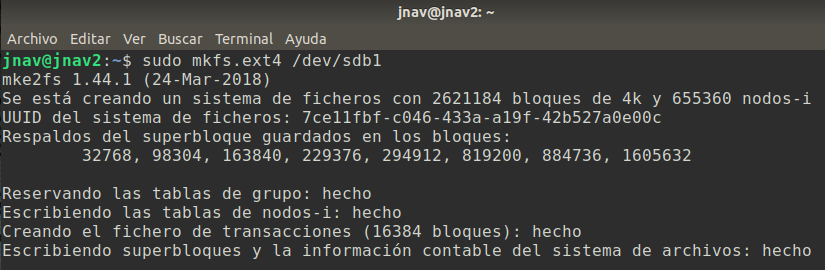 jnav@jnav2: ~
Archivo Editar Ver Buscar Terminal Ayuda
jnav@jnav2:~$ sudo mkfs.ext4 /dev/sdb1
mke2fs 1.44.1 (24-Mar-2018)
Se está creando un sistema de ficheros con 2621184 bloques de 4k y 655360 nodos-i
UUID del sistema de ficheros: 7ce11fbf-c046-433a-a19f-42b527a0e00c
Respaldos del superbloque guardados en los bloques:
32768, 98304, 163840, 229376, 294912, 819200, 884736, 1605632
Reservando las tablas de grupo: hecho
Escribiendo las tablas de nodos-i: hecho
Creando el fichero de transacciones (16384 bloques): hecho
Escribiendo superbloques y la información contable del sistema de archivos: hecho